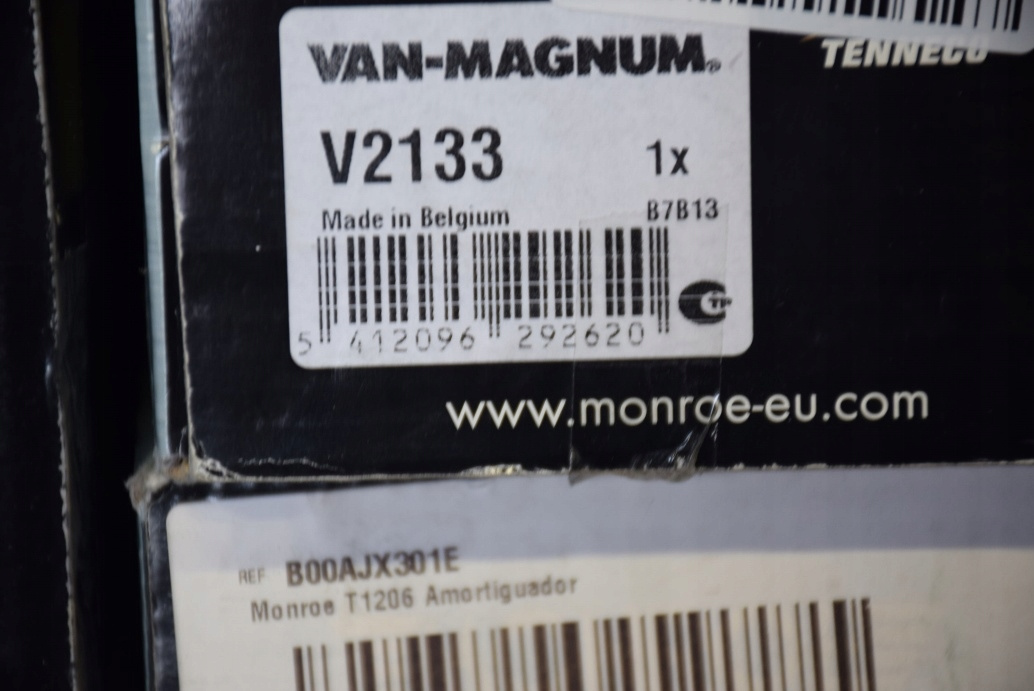 TENNECO
VAN-MAGNUM®
V2133 1x
Made in Belgium B7B13
5 412096 292620
www.monroe-eu.com
REF B00AJX301E
Monroe T1206 Amortiguador